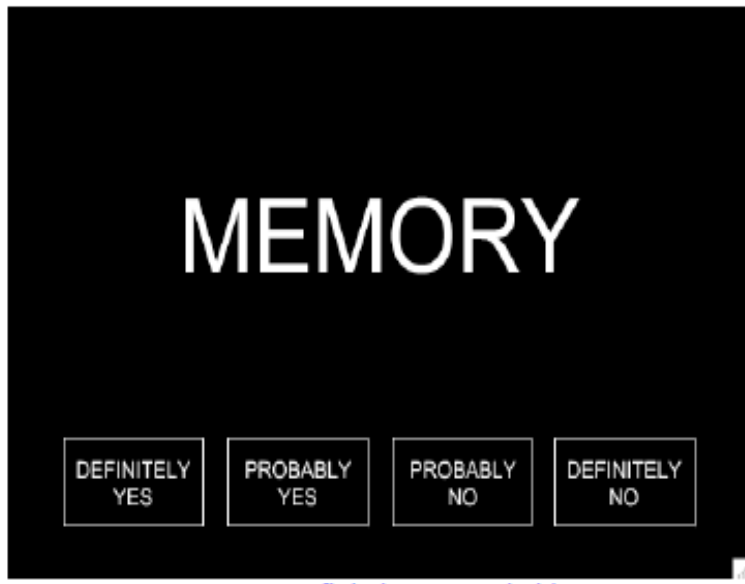 MEMORY
DEFINITELY YES
PROBABLY YES
PROBABLY NO
DEFINITELY NO